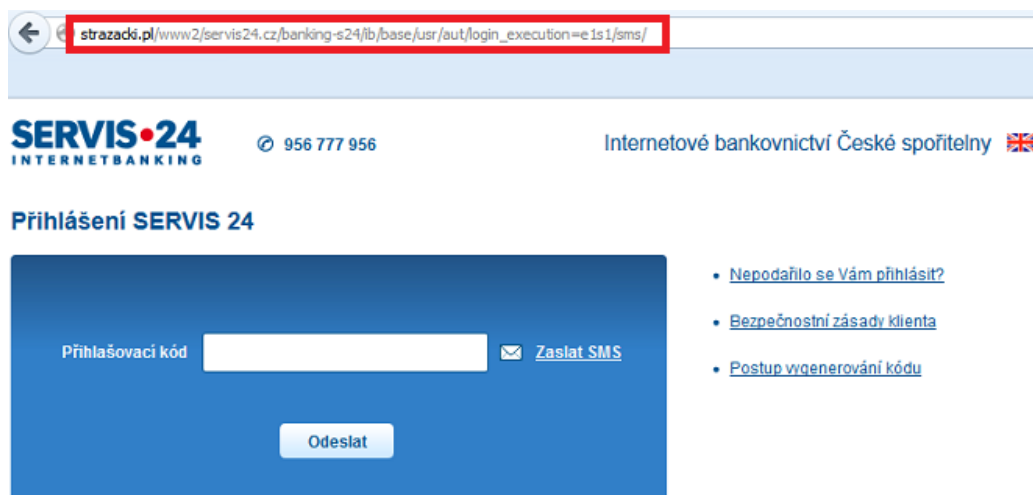 strazacki.pl/www2/servis24.cz/banking-s24/ib/base/usr/aut/login_execution=e1s1/sms/
SERVIS•24
INTERNETBANKING
956 777 956
Internetové bankovnictví České spořitelny
Přihlášení SERVIS 24
Nepodařilo se Vám přihlásit?
Bezpečnostní zásady klienta
Přihlašovací kód
Zaslat SMS
Postup vygenerování kódu
Odeslat